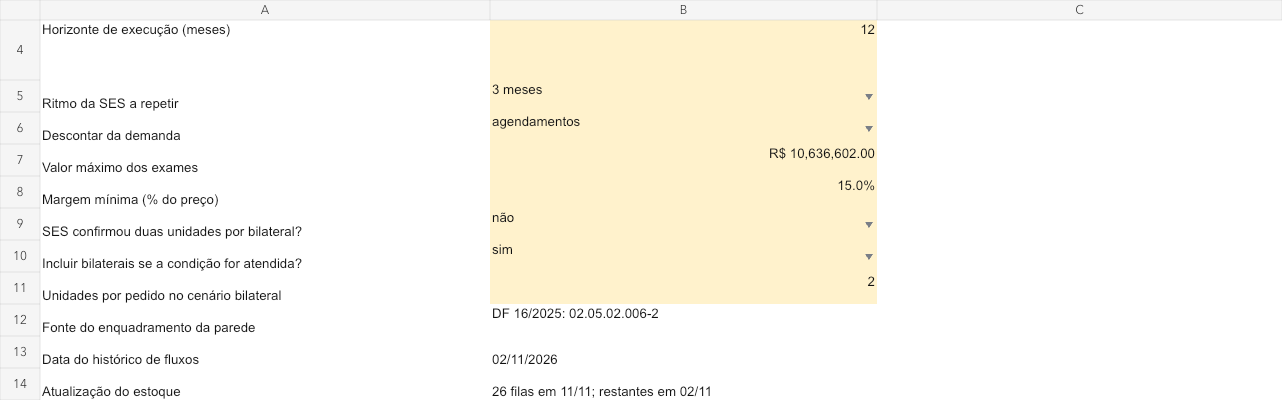 A B C
4 Horizonte de execução (meses) 12
5 Ritmo da SES a repetir 3 meses
6 Descontar da demanda agendamentos
7 Valor máximo dos exames R$ 10,636,602.00
8 Margem mínima (% do preço) 15.0%
9 SES confirmou duas unidades por bilateral? não
10 Incluir bilaterais se a condição for atendida? sim
11 Unidades por pedido no cenário bilateral 2
12 Fonte do enquadramento da parede DF 16/2025: 02.05.02.006-2
13 Data do histórico de fluxos 02/11/2026
14 Atualização do estoque 26 filas em 11/11; restantes em 02/11